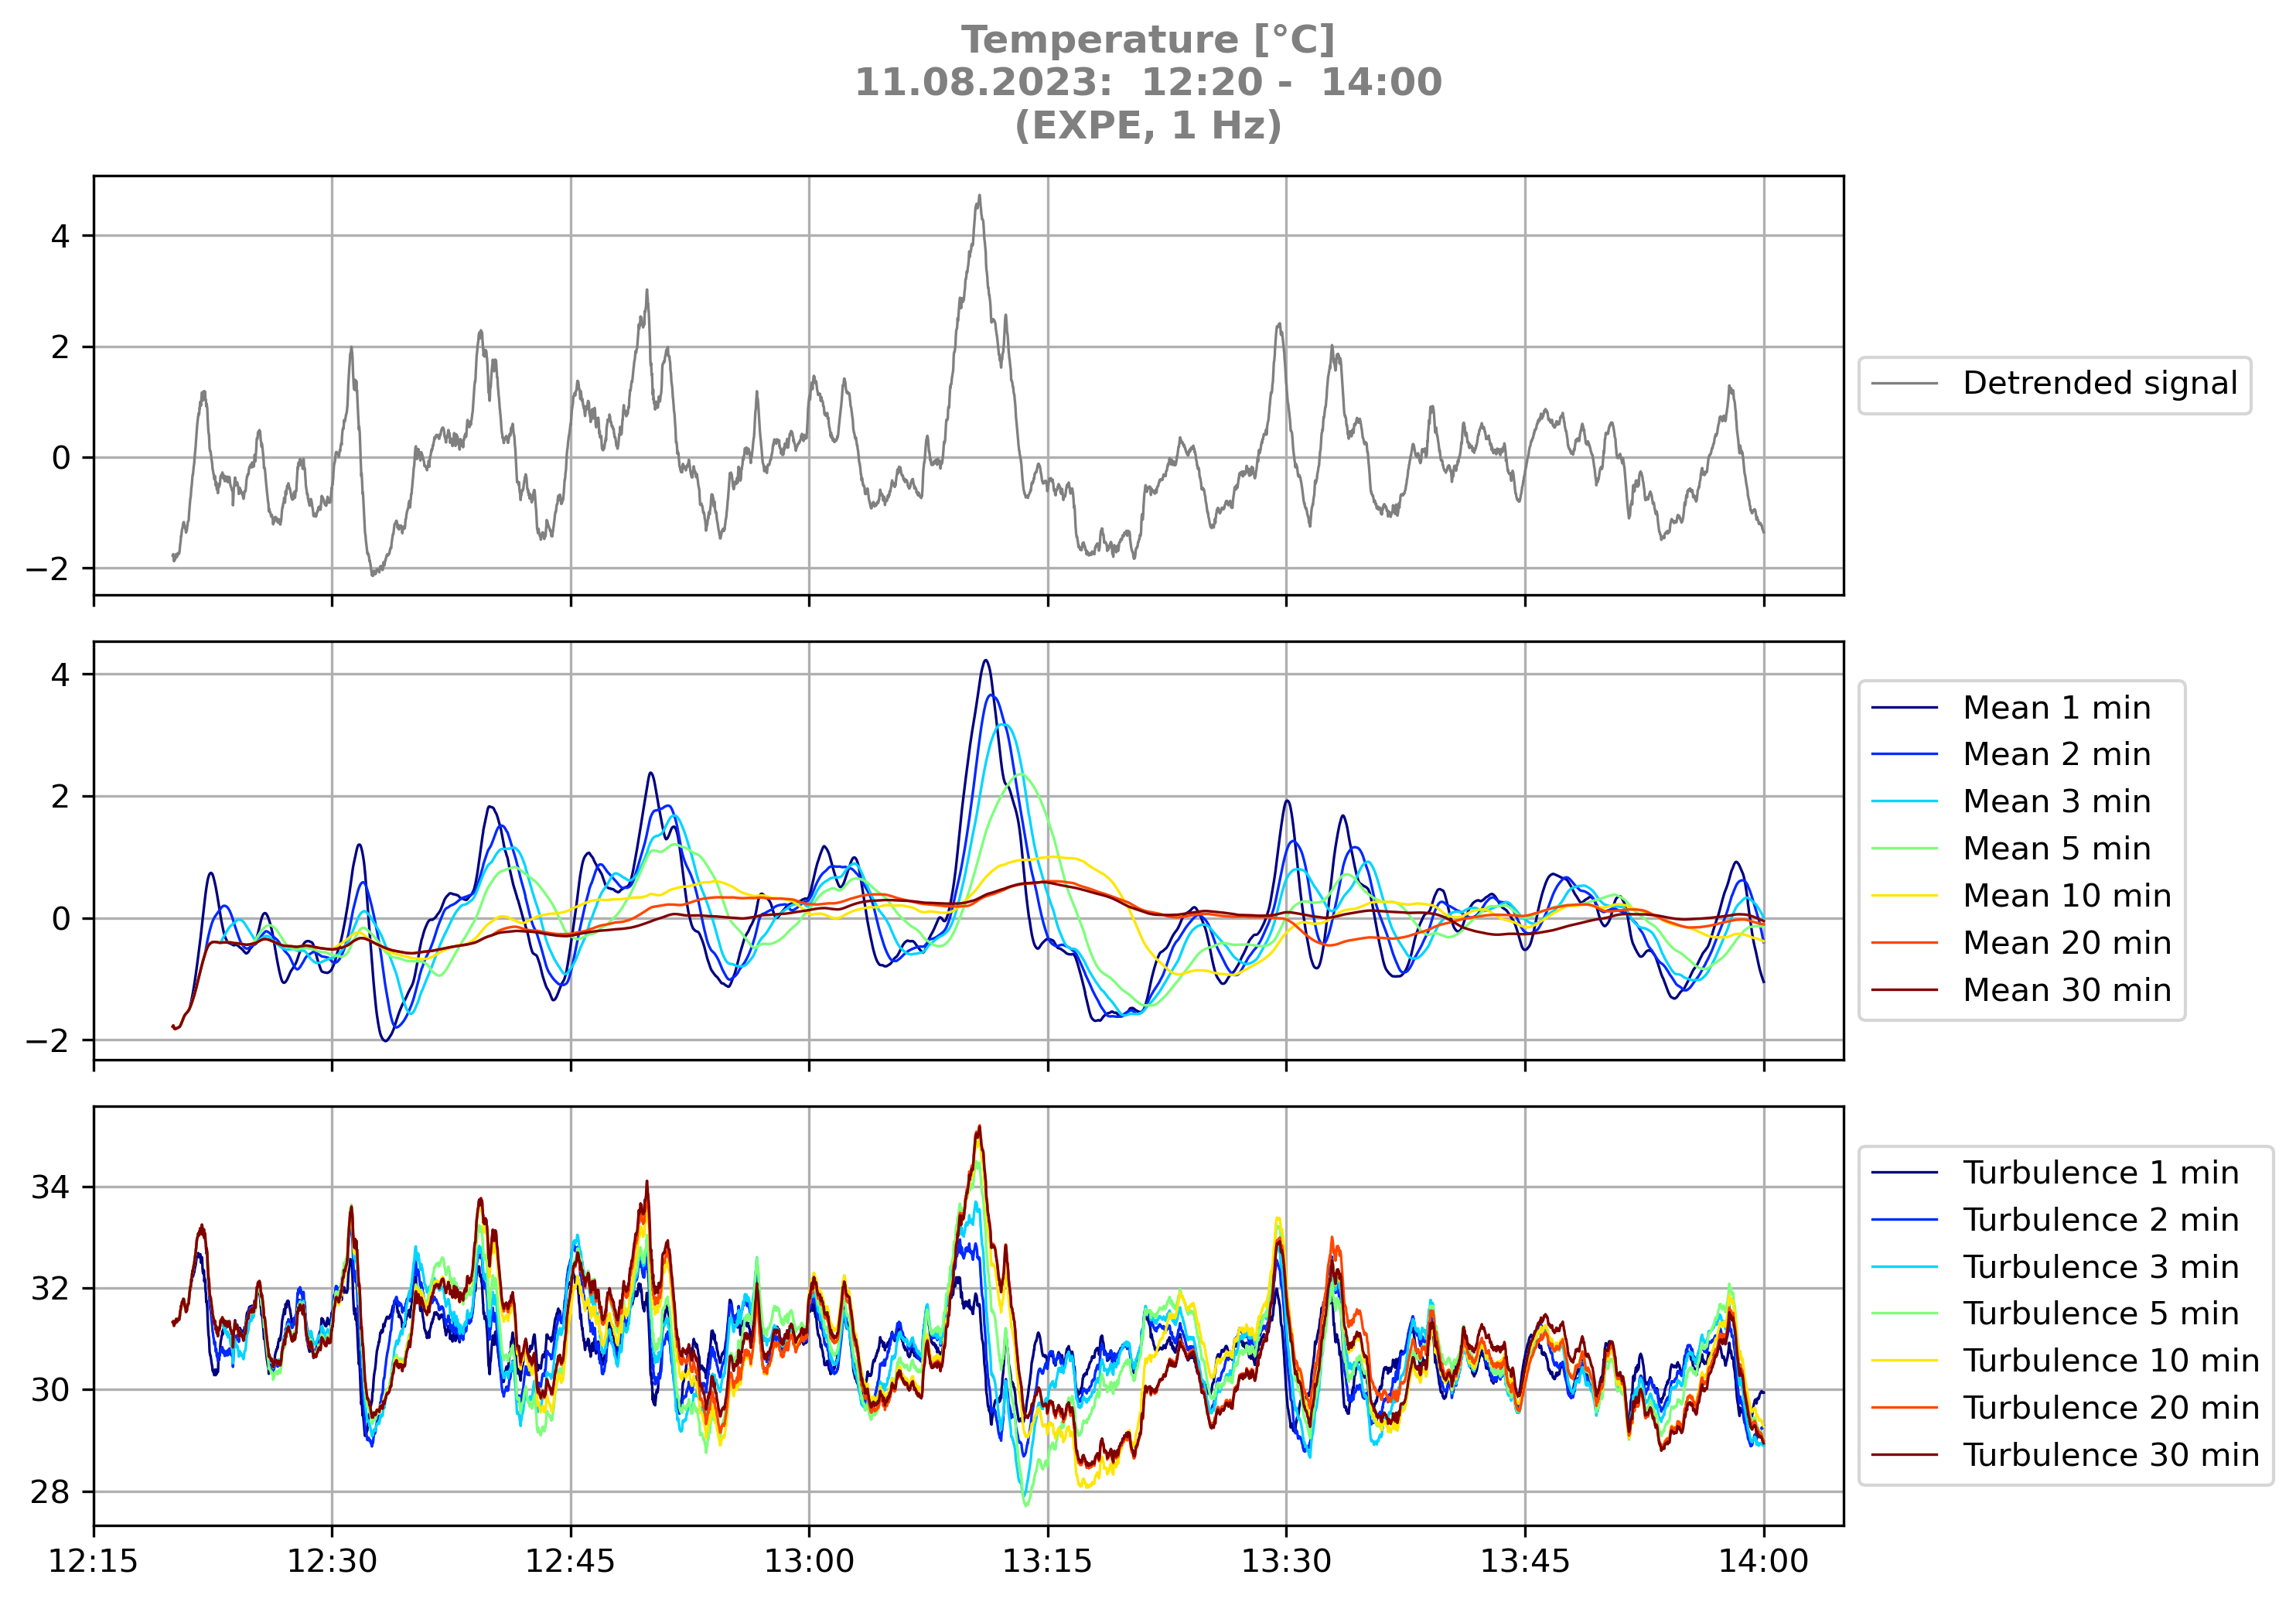 Temperature [°C]
11.08.2023:  12:20 -  14:00
(EXPE, 1 Hz)
4
2
0
−2
Detrended signal
4
2
0
−2
Mean 1 min
Mean 2 min
Mean 3 min
Mean 5 min
Mean 10 min
Mean 20 min
Mean 30 min
34
32
30
28
Turbulence 1 min
Turbulence 2 min
Turbulence 3 min
Turbulence 5 min
Turbulence 10 min
Turbulence 20 min
Turbulence 30 min
12:15 12:30 12:45 13:00 13:15 13:30 13:45 14:00